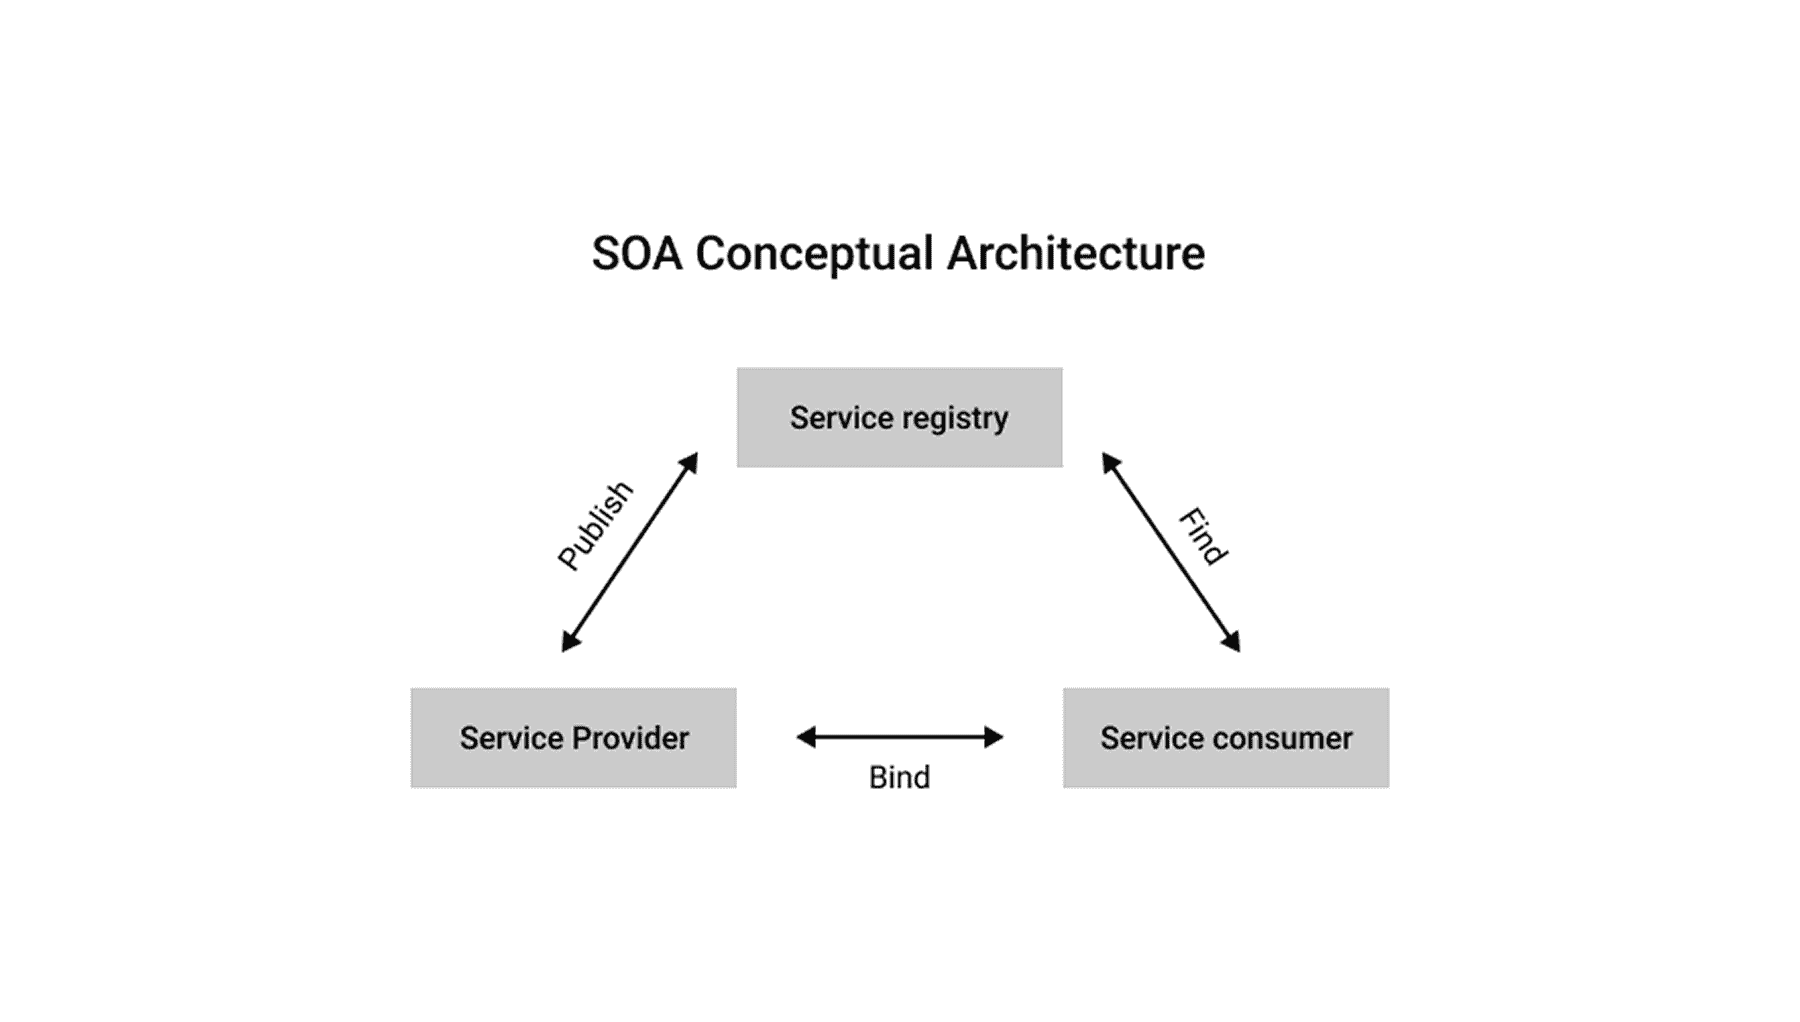 SOA Conceptual Architecture
Service registry
Publish
Find
Service Provider
Bind
Service consumer